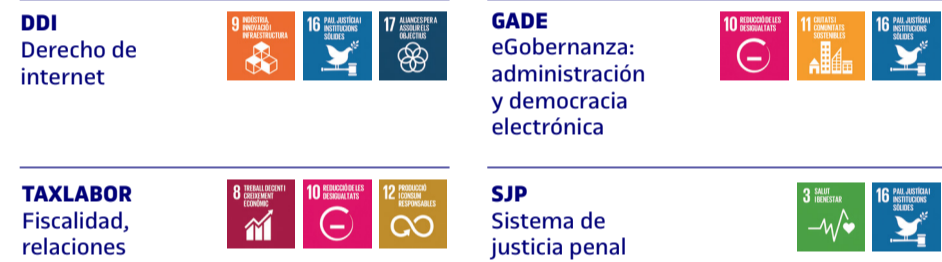 DDI
Derecho de
internet
9 INDÚSTRIA,
INNOVACIÓ I
INFRAESTRUCTURA
16 PAU, JUSTÍCIA I
INSTITUCIONS
SÒLIDES
17 ALIANCES PER A
ASSOLIR ELS
OBJECTIUS
GADE
eGobernanza:
administración
y democracia
electrónica
10 REDUCCIÓ DE LES
DESIGUALTATS
11 CIUTATS I
COMUNITATS
SOSTENIBLES
16 PAU, JUSTÍCIA I
INSTITUCIONS
SÒLIDES
TAXLABOR
Fiscalidad,
relaciones
8 TREBALL DECENT I
CREIXEMENT
ECONÒMIC
10 REDUCCIÓ DE LES
DESIGUALTATS
12 PRODUCCIÓ
I CONSUM
RESPONSABLES
SJP
Sistema de
justicia penal
3 SALUT
I BENESTAR
16 PAU, JUSTÍCIA I
INSTITUCIONS
SÒLIDES